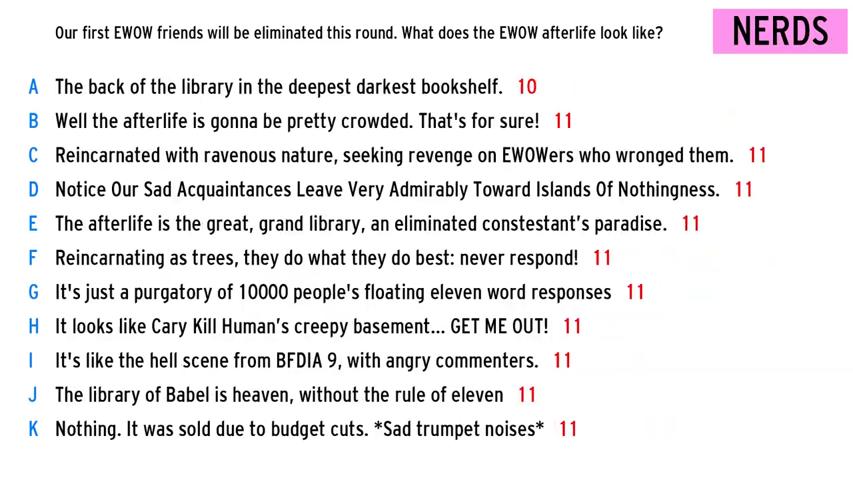 Our first EWOW friends will be eliminated this round. What does the EWOW afterlife look like?
NERDS
A The back of the library in the deepest darkest bookshelf. 10
B Well the afterlife is gonna be pretty crowded. That's for sure! 11
C Reincarnated with ravenous nature, seeking revenge on EWOWers who wronged them. 11
D Notice Our Sad Acquaintances Leave Very Admirably Toward Islands Of Nothingness. 11
E The afterlife is the great, grand library, an eliminated constestant’s paradise. 11
F Reincarnating as trees, they do what they do best: never respond! 11
G It's just a purgatory of 10000 people's floating eleven word responses 11
H It looks like Cary Kill Human’s creepy basement... GET ME OUT! 11
I It's like the hell scene from BFDIA 9, with angry commenters. 11
J The library of Babel is heaven, without the rule of eleven 11
K Nothing. It was sold due to budget cuts. *Sad trumpet noises* 11